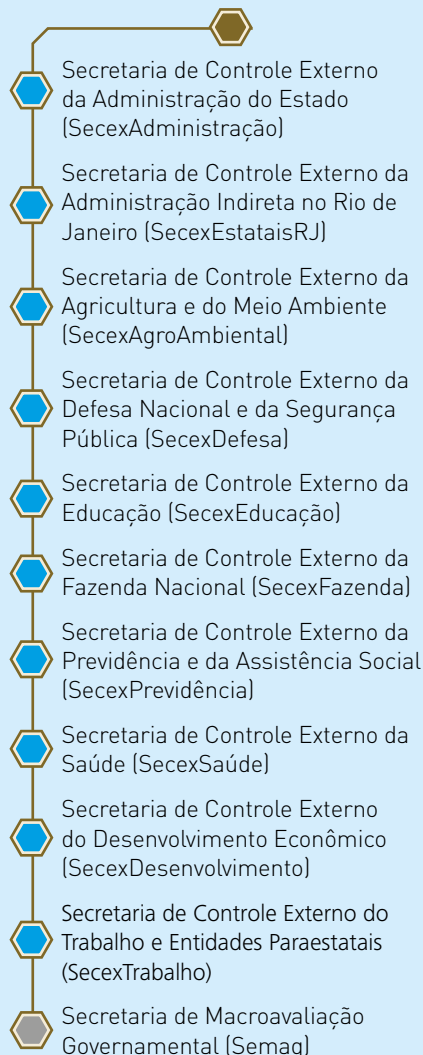 Secretaria de Controle Externo
da Administração do Estado
(SecexAdministração)
Secretaria de Controle Externo da
Administração Indireta no Rio de
Janeiro (SecexEstataisRJ)
Secretaria de Controle Externo da
Agricultura e do Meio Ambiente
(SecexAgroAmbiental)
Secretaria de Controle Externo da
Defesa Nacional e da Segurança
Pública (SecexDefesa)
Secretaria de Controle Externo da
Educação (SecexEducação)
Secretaria de Controle Externo da
Fazenda Nacional (SecexFazenda)
Secretaria de Controle Externo da
Previdência e da Assistência Social
(SecexPrevidência)
Secretaria de Controle Externo da
Saúde (SecexSaúde)
Secretaria de Controle Externo
do Desenvolvimento Econômico
(SecexDesenvolvimento)
Secretaria de Controle Externo do
Trabalho e Entidades Paraestatais
(SecexTrabalho)
Secretaria de Macroavaliação
Governamental (Semag)